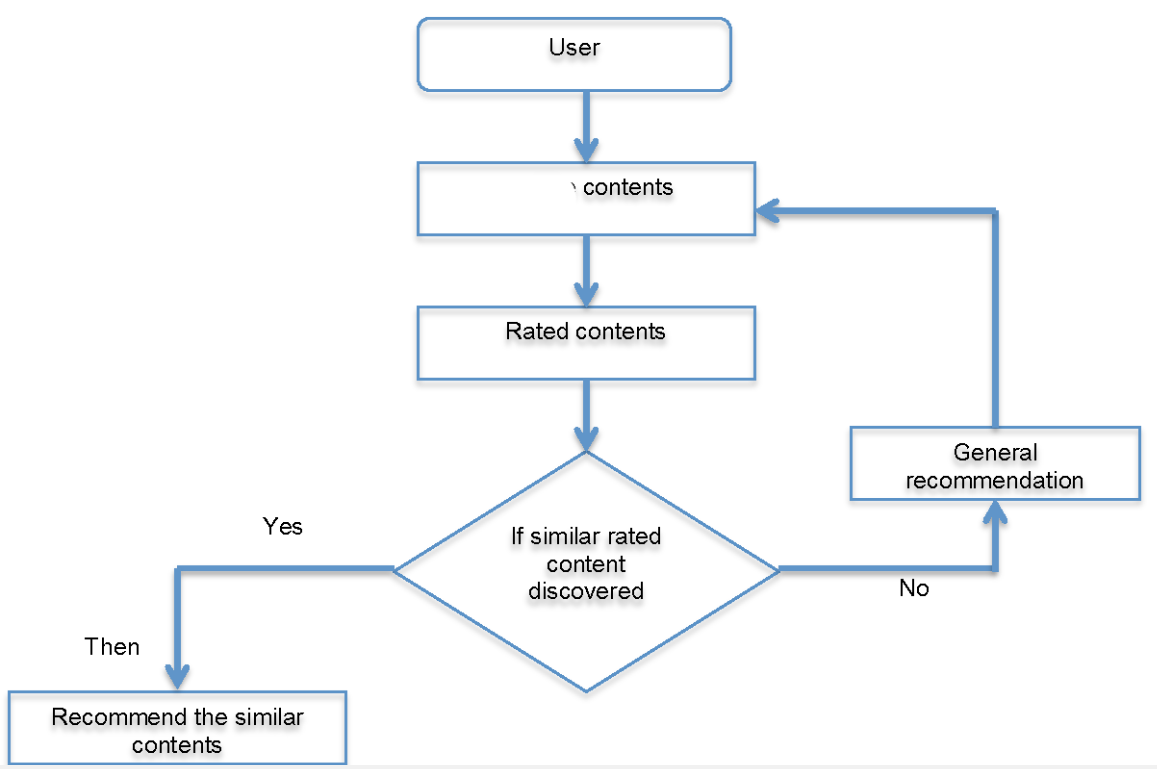 User
contents
Rated contents
General
recommendation
If similar rated
content
discovered
Yes
No
Then
Recommend the similar
contents